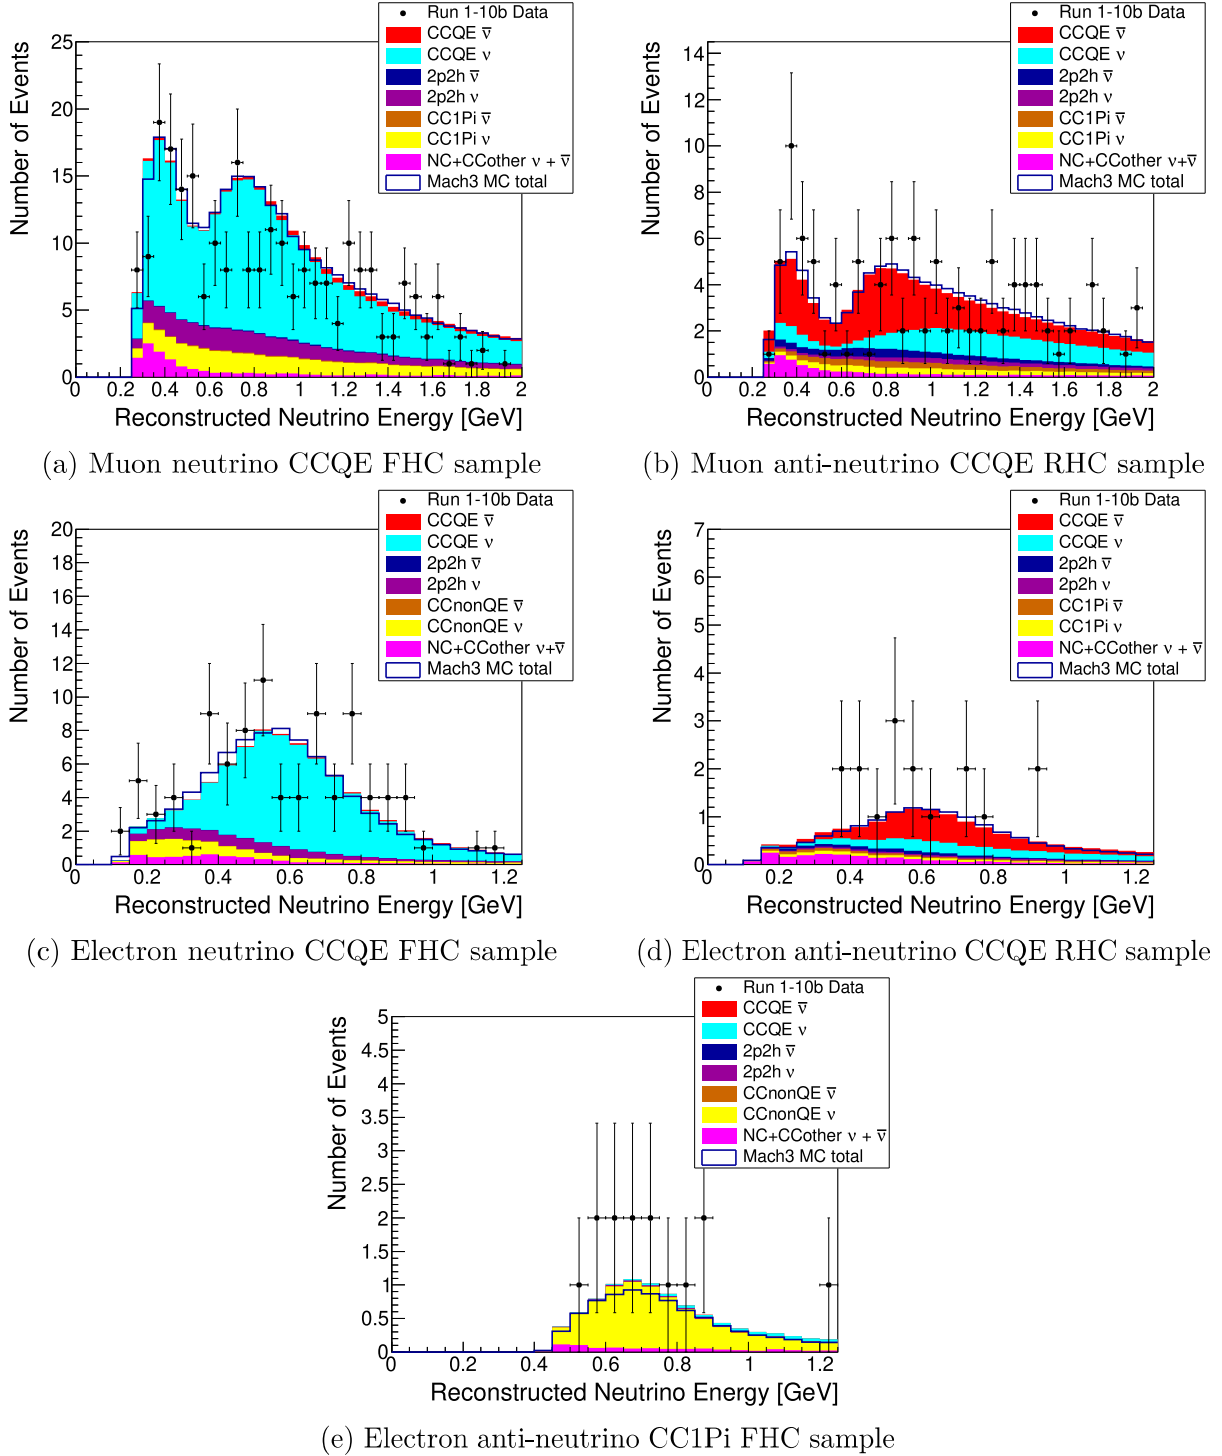 Run 1-10b Data
CCQE ν̅
CCQE ν
2p2h ν̅
2p2h ν
CC1Pi ν̅
CC1Pi ν
NC+CCother ν + ν̅
Mach3 MC total
Number of Events
25
20
15
10
5
0
0 0.2 0.4 0.6 0.8 1 1.2 1.4 1.6 1.8 2
Reconstructed Neutrino Energy [GeV]
(a) Muon neutrino CCQE FHC sample
Run 1-10b Data
CCQE ν̅
CCQE ν
2p2h ν̅
2p2h ν
CC1Pi ν̅
CC1Pi ν
NC+CCother ν+ν̅
Mach3 MC total
Number of Events
14
12
10
8
6
4
2
0
0 0.2 0.4 0.6 0.8 1 1.2 1.4 1.6 1.8 2
Reconstructed Neutrino Energy [GeV]
(b) Muon anti-neutrino CCQE RHC sample
Run 1-10b Data
CCQE ν̅
CCQE ν
2p2h ν̅
2p2h ν
CCnonQE ν̅
CCnonQE ν
NC+CCother ν+ν̅
Mach3 MC total
Number of Events
20
18
16
14
12
10
8
6
4
2
0
0 0.2 0.4 0.6 0.8 1 1.2
Reconstructed Neutrino Energy [GeV]
(c) Electron neutrino CCQE FHC sample
Run 1-10b Data
CCQE ν̅
CCQE ν
2p2h ν̅
2p2h ν
CC1Pi ν̅
CC1Pi ν
NC+CCother ν + ν̅
Mach3 MC total
Number of Events
7
6
5
4
3
2
1
0
0 0.2 0.4 0.6 0.8 1 1.2
Reconstructed Neutrino Energy [GeV]
(d) Electron anti-neutrino CCQE RHC sample
Run 1-10b Data
CCQE ν̅
CCQE ν
2p2h ν̅
2p2h ν
CCnonQE ν̅
CCnonQE ν
NC+CCother ν + ν̅
Mach3 MC total
Number of Events
5
4.5
4
3.5
3
2.5
2
1.5
1
0.5
0
0 0.2 0.4 0.6 0.8 1 1.2
Reconstructed Neutrino Energy [GeV]
(e) Electron anti-neutrino CC1Pi FHC sample